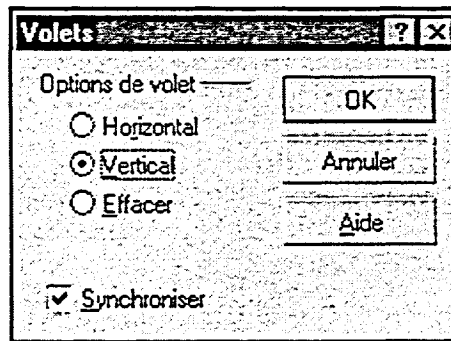 Volets
Options de volet
OK
Horizontal
Vertical
Annuler
Effacer
Aide
Synchroniser